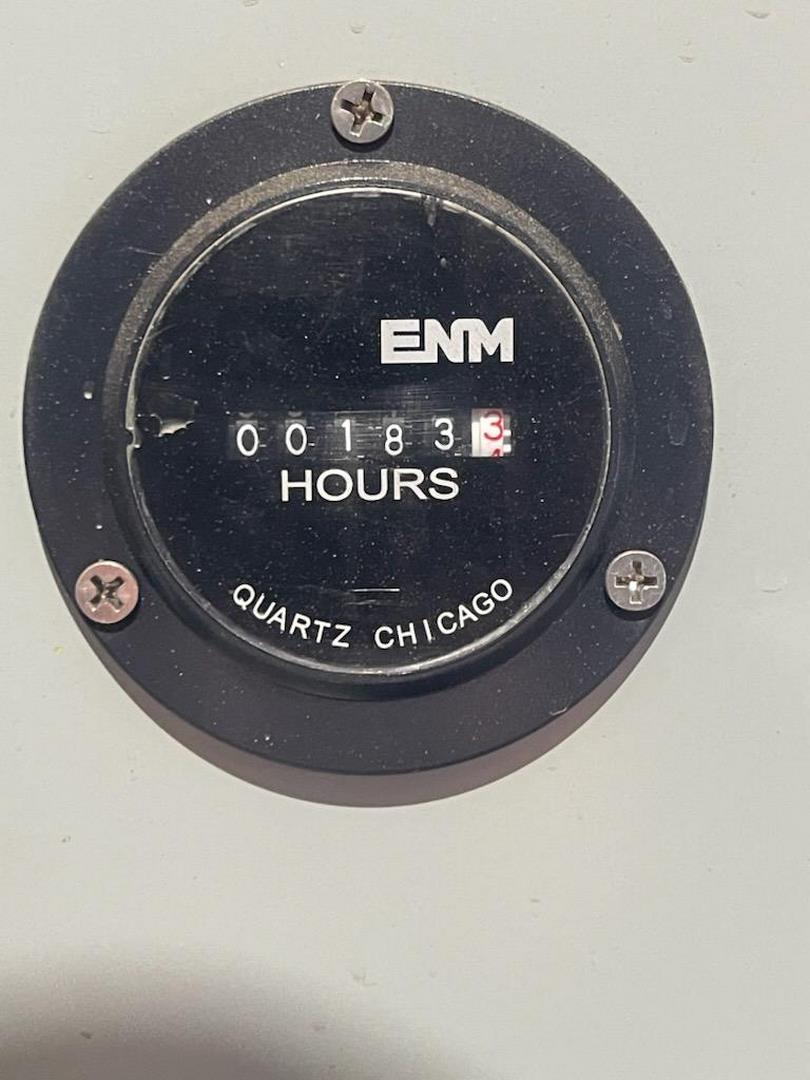 ENM
001833
HOURS
QUARTZ CHICAGO